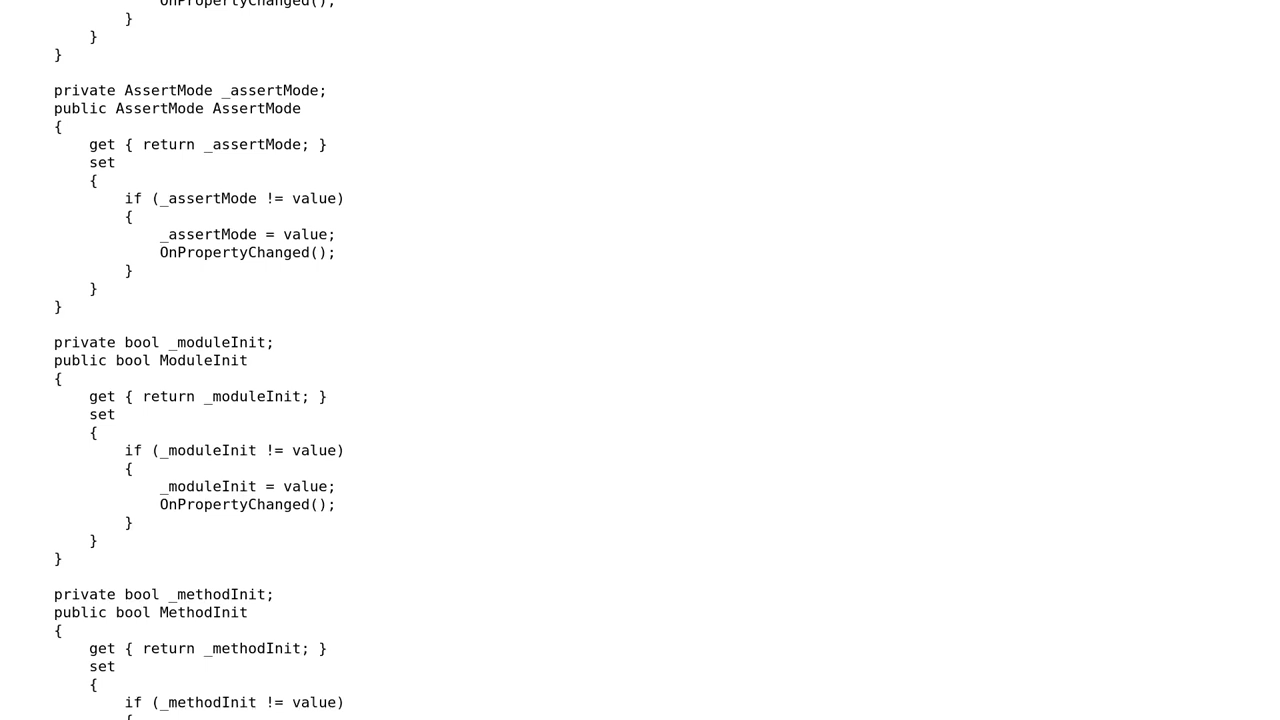 OnPropertyChanged();
        }
    }
}

private AssertMode _assertMode;
public AssertMode AssertMode
{
    get { return _assertMode; }
    set
    {
        if (_assertMode != value)
        {
            _assertMode = value;
            OnPropertyChanged();
        }
    }
}

private bool _moduleInit;
public bool ModuleInit
{
    get { return _moduleInit; }
    set
    {
        if (_moduleInit != value)
        {
            _moduleInit = value;
            OnPropertyChanged();
        }
    }
}

private bool _methodInit;
public bool MethodInit
{
    get { return _methodInit; }
    set
    {
        if (_methodInit != value)
        {